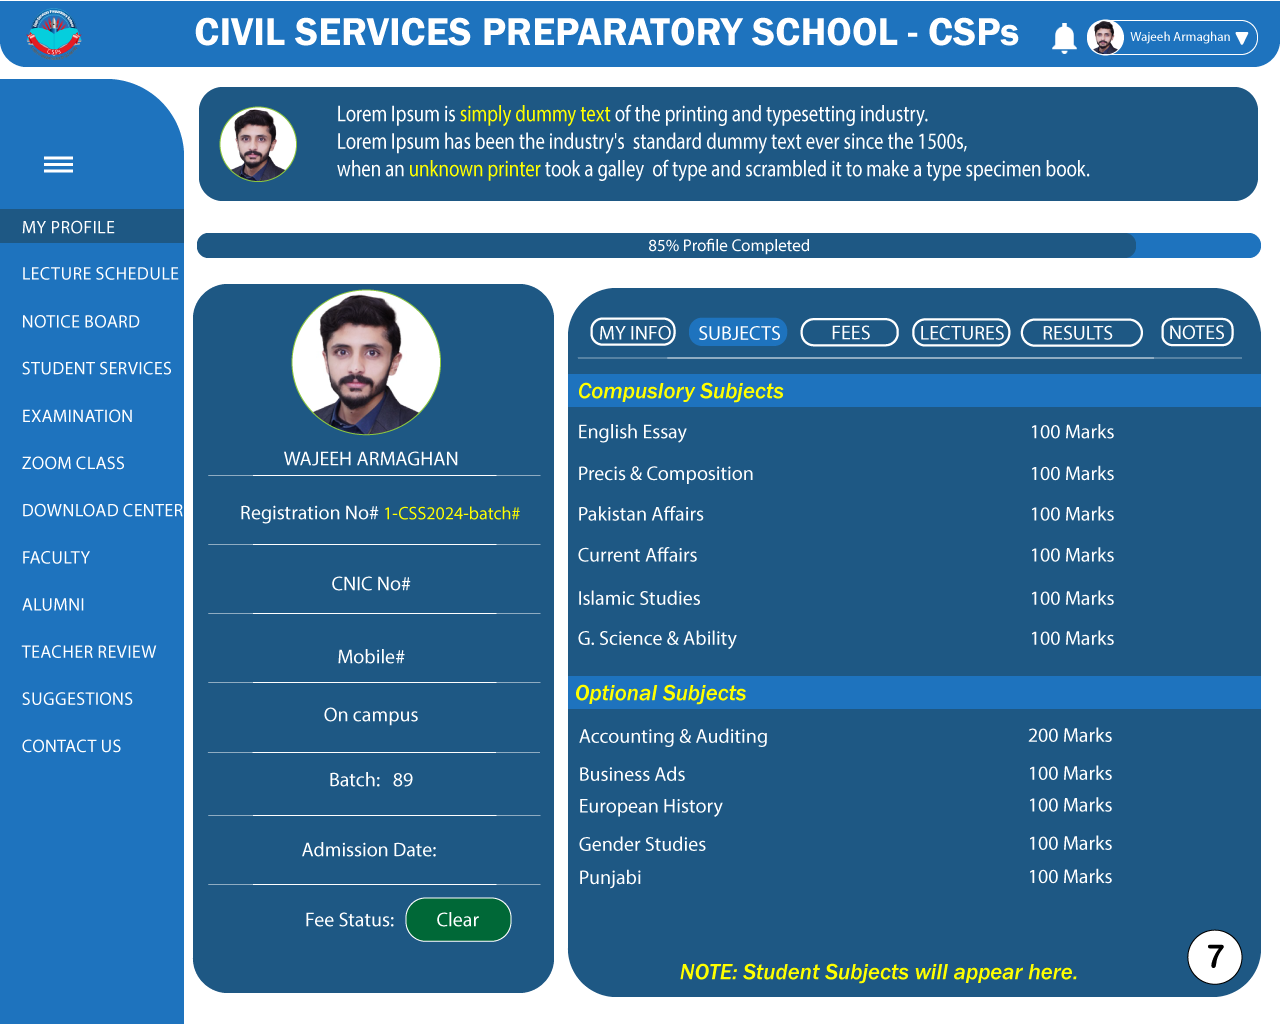 CIVIL SERVICES PREPARATORY SCHOOL - CSPs
Wajeeh Armaghan
Lorem Ipsum is simply dummy text of the printing and typesetting industry.
Lorem Ipsum has been the industry's standard dummy text ever since the 1500s,
when an unknown printer took a galley of type and scrambled it to make a type specimen book.
85% Profile Completed
MY PROFILE
LECTURE SCHEDULE
NOTICE BOARD
STUDENT SERVICES
EXAMINATION
ZOOM CLASS
DOWNLOAD CENTER
FACULTY
ALUMNI
TEACHER REVIEW
SUGGESTIONS
CONTACT US
WAJEEH ARMAGHAN
Registration No# 1-CSS2024-batch#
CNIC No#
Mobile#
On campus
Batch: 89
Admission Date:
Fee Status: Clear
MY INFO SUBJECTS FEES LECTURES RESULTS NOTES
Compuslory Subjects
English Essay 100 Marks
Precis & Composition 100 Marks
Pakistan Affairs 100 Marks
Current Affairs 100 Marks
Islamic Studies 100 Marks
G. Science & Ability 100 Marks
Optional Subjects
Accounting & Auditing 200 Marks
Business Ads 100 Marks
European History 100 Marks
Gender Studies 100 Marks
Punjabi 100 Marks
NOTE: Student Subjects will appear here.
7